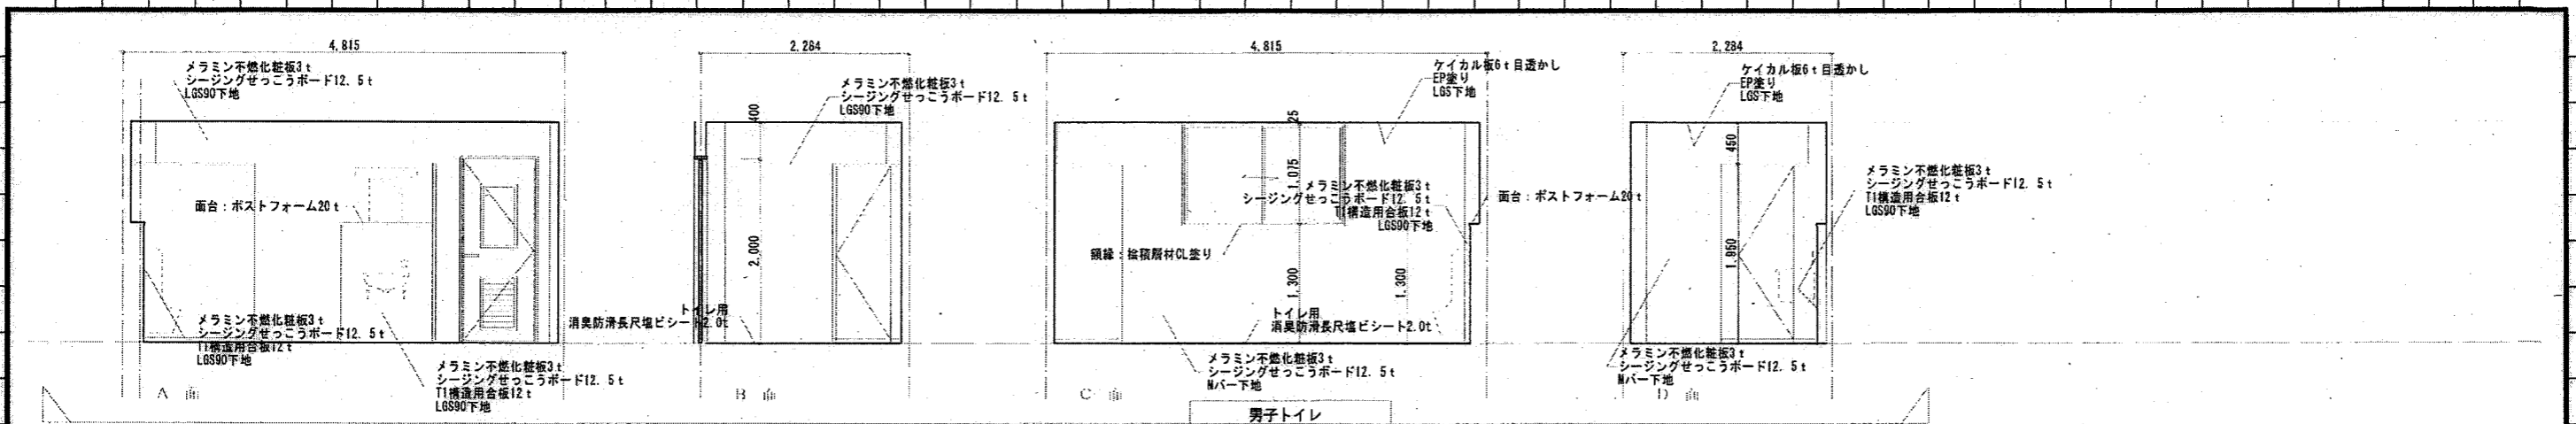 4,815
メラミン不燃化粧板3ｔ
シージングせっこうボード12.5ｔ
LGS90下地
面台：ポストフォーム20ｔ
メラミン不燃化粧板3ｔ
シージングせっこうボード12.5ｔ
T1構造用合板12ｔ
LGS90下地
メラミン不燃化粧板3ｔ
シージングせっこうボード12.5ｔ
T1構造用合板12ｔ
LGS90下地
A 面
2,284
メラミン不燃化粧板3ｔ
シージングせっこうボード12.5ｔ
LGS90下地
400
2,000
トイレ用
消臭防滑長尺塩ビシート2.0t
B 面
4,815
ケイカル板6ｔ目透かし
EP塗り
LGS下地
25
1,075
メラミン不燃化粧板3ｔ
シージングせっこうボード12.5ｔ
T1構造用合板12ｔ
LGS90下地
面台：ポストフォーム20ｔ
額縁：桧積層材CL塗り
1,300
1,300
トイレ用
消臭防滑長尺塩ビシート2.0t
メラミン不燃化粧板3ｔ
シージングせっこうボード12.5ｔ
Mバー下地
C 面
2,284
ケイカル板6ｔ目透かし
EP塗り
LGS下地
450
1,950
メラミン不燃化粧板3ｔ
シージングせっこうボード12.5ｔ
T1構造用合板12ｔ
LGS90下地
メラミン不燃化粧板3ｔ
シージングせっこうボード12.5ｔ
Mバー下地
D 面
男子トイレ